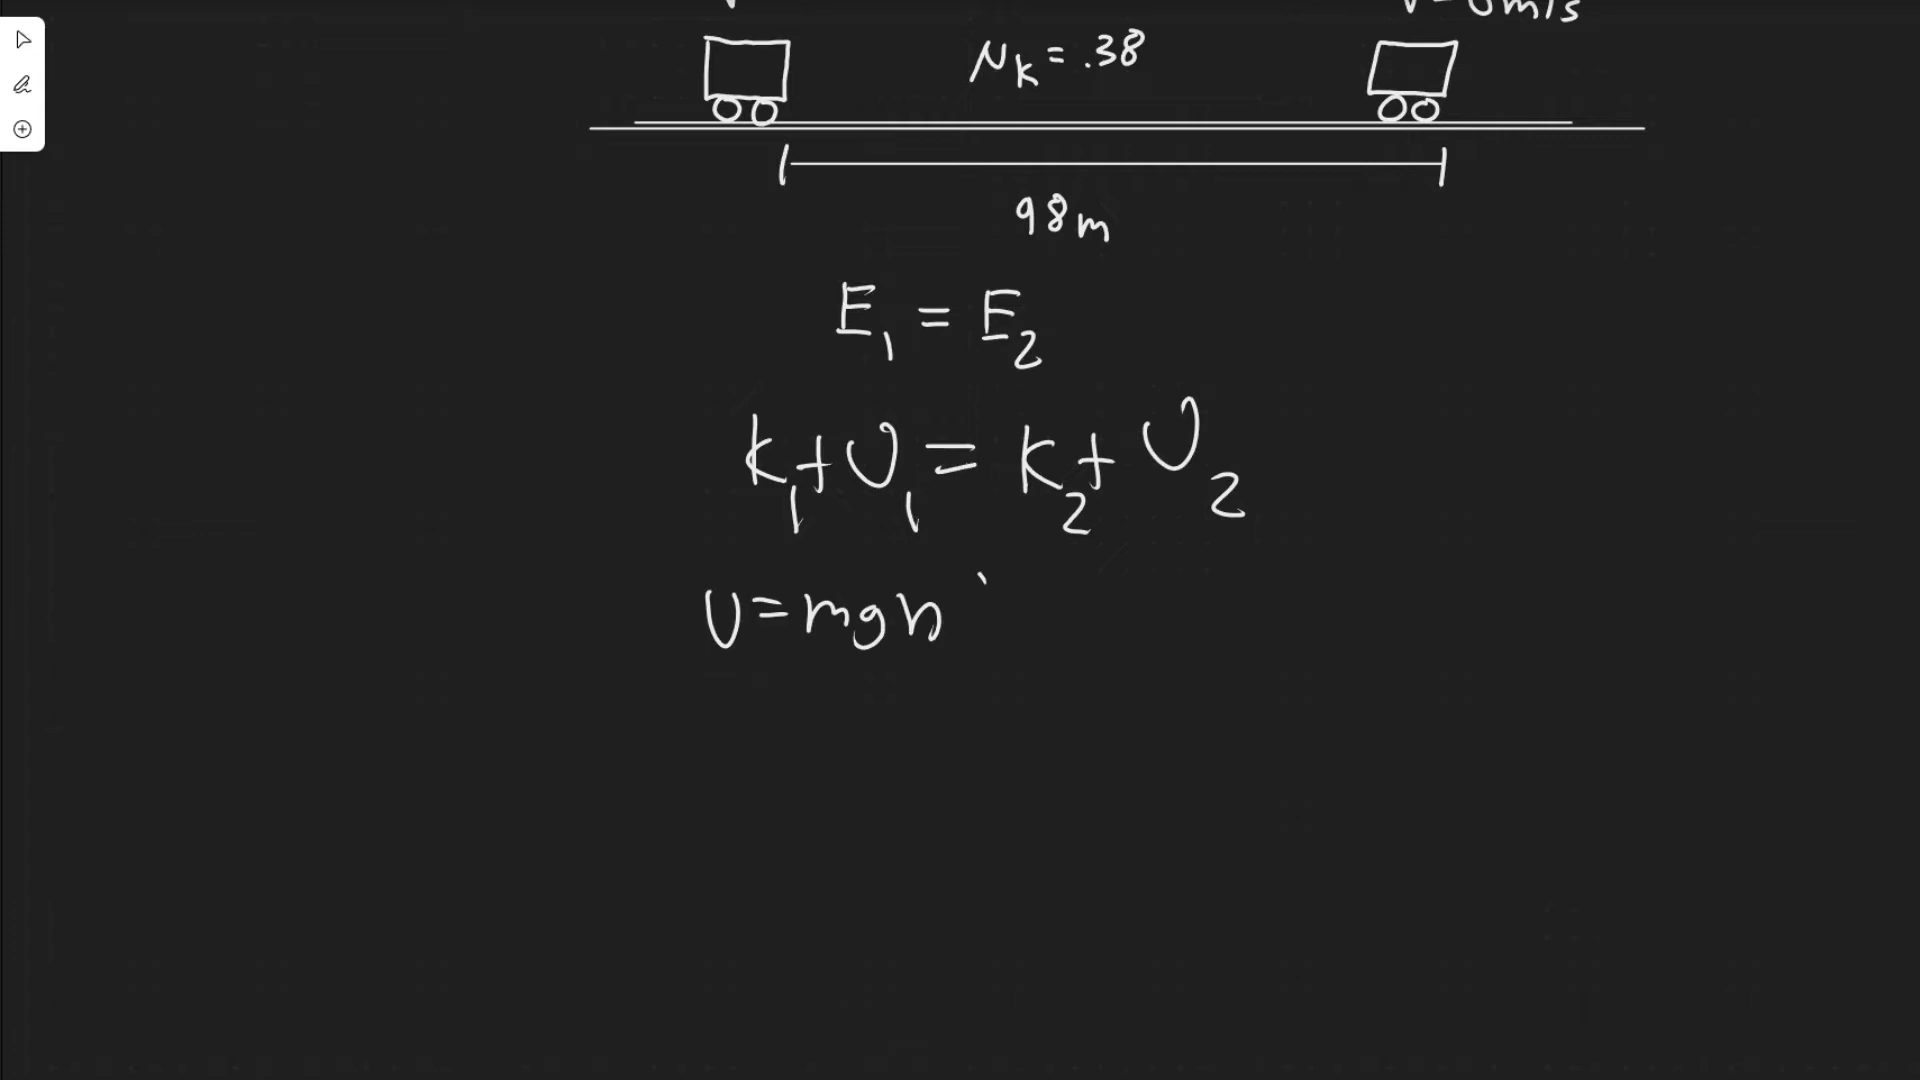 μk = .38
98m
E1 = E2
K1 + U1 = K2 + U2
U = mgh